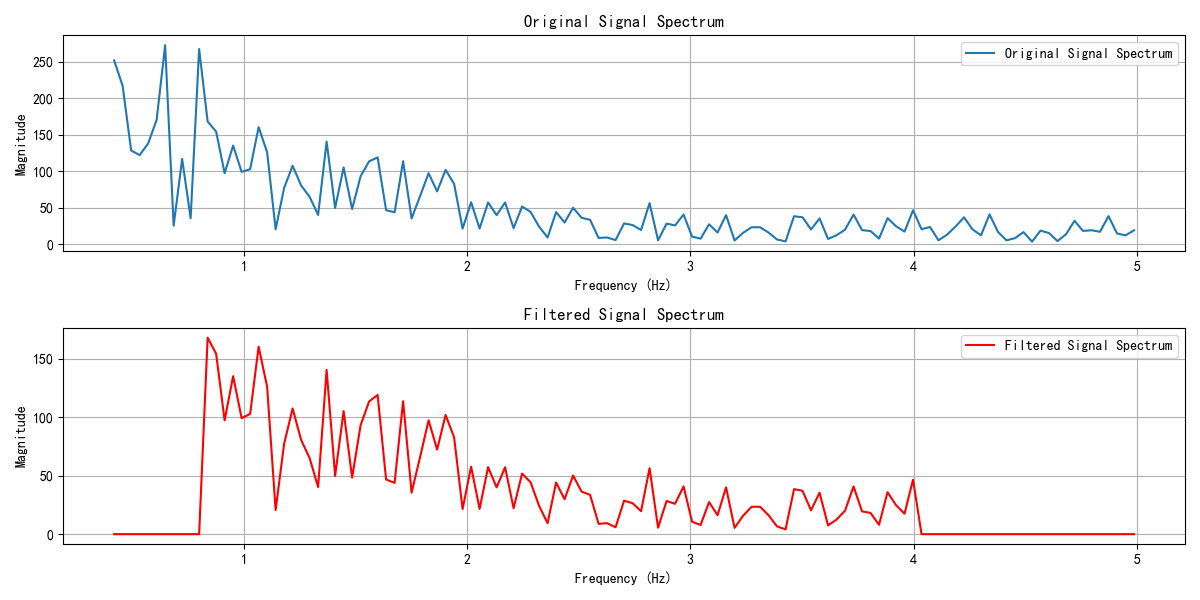 Original Signal Spectrum
Original Signal Spectrum
Magnitude
250
200
150
100
50
0
1
2
3
4
5
Frequency (Hz)
Filtered Signal Spectrum
Filtered Signal Spectrum
Magnitude
150
100
50
0
1
2
3
4
5
Frequency (Hz)